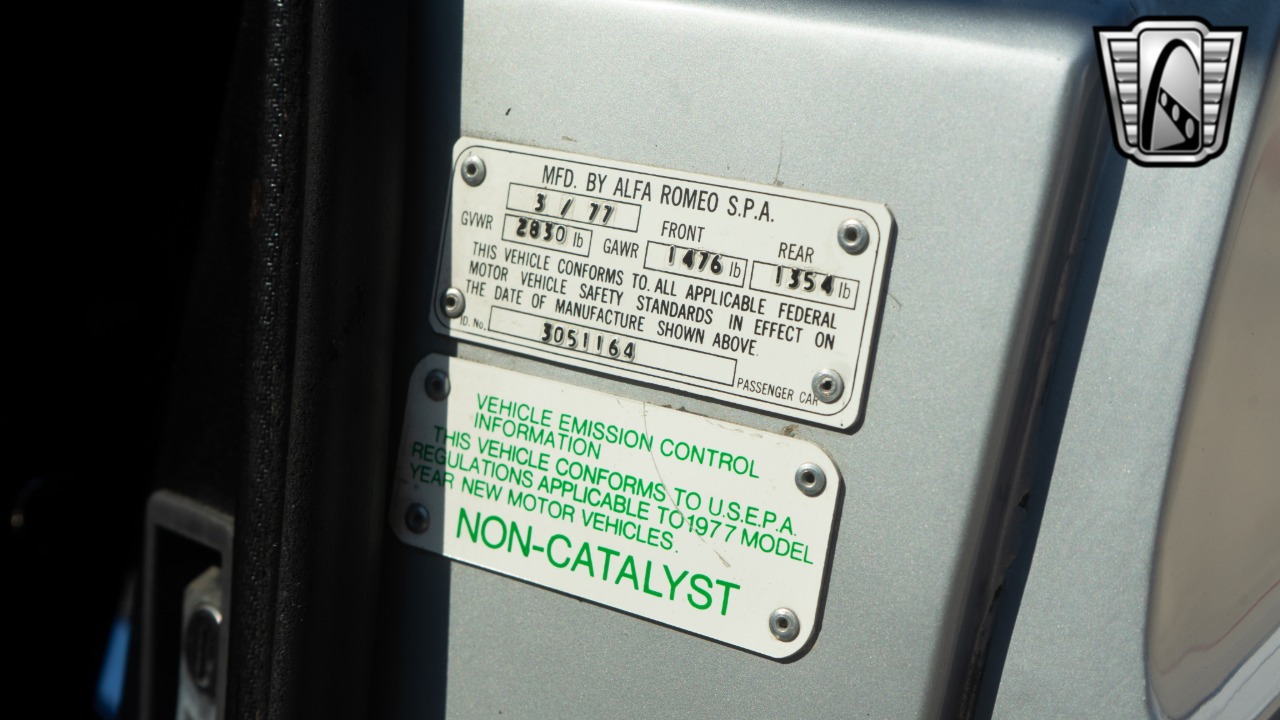 MFD. BY ALFA ROMEO S.P.A.
3 / 77
GVWR 2830 lb GAWR FRONT 1476 lb REAR 1354 lb
THIS VEHICLE CONFORMS TO. ALL APPLICABLE FEDERAL
MOTOR VEHICLE SAFETY STANDARDS IN EFFECT ON
THE DATE OF MANUFACTURE SHOWN ABOVE.
ID. No. 3051164
PASSENGER CAR
VEHICLE EMISSION CONTROL
INFORMATION
THIS VEHICLE CONFORMS TO U.S.E.P.A.
REGULATIONS APPLICABLE TO 1977 MODEL
YEAR NEW MOTOR VEHICLES.
NON-CATALYST